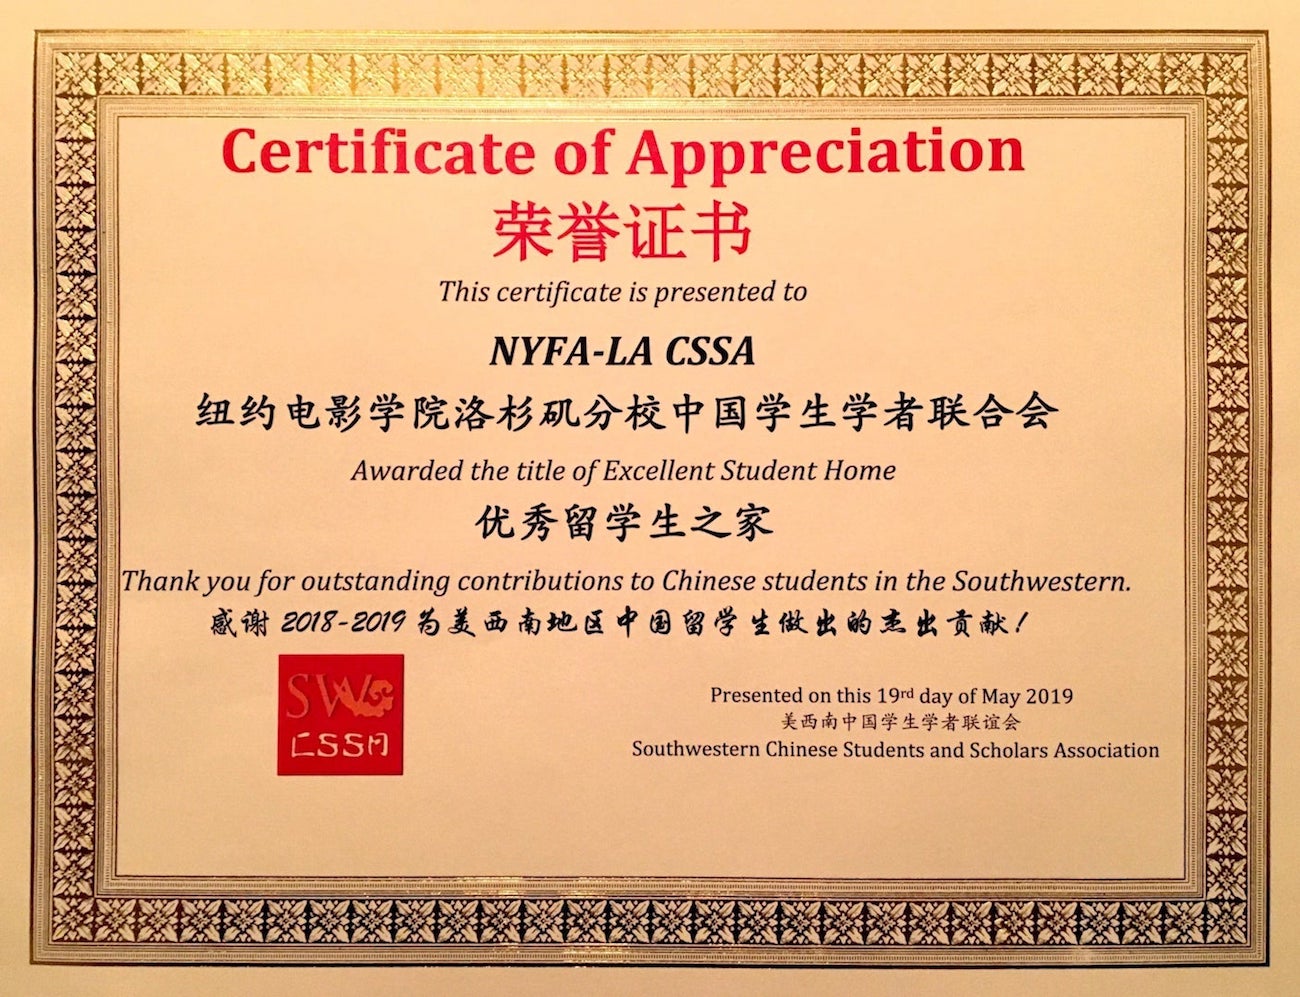 Certificate of Appreciation
荣誉证书
This certificate is presented to
NYFA-LA CSSA
纽约电影学院洛杉矶分校中国学生学者联合会
Awarded the title of Excellent Student Home
优秀留学生之家
Thank you for outstanding contributions to Chinese students in the Southwestern.
感谢 2018-2019 为美西南地区中国留学生做出的杰出贡献！
SW
CSSA
Presented on this 19rd day of May 2019
美西南中国学生学者联谊会
Southwestern Chinese Students and Scholars Association